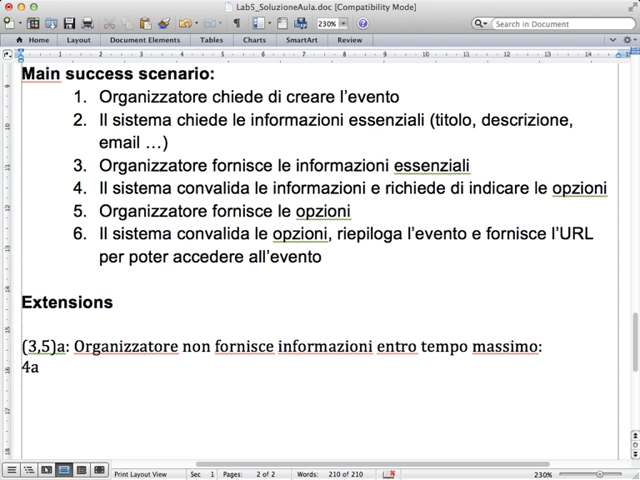 Lab5_SoluzioneAula.doc [Compatibility Mode]
230%
Search in Document
Home Layout Document Elements Tables Charts SmartArt Review
Main success scenario:
1. Organizzatore chiede di creare l'evento
2. Il sistema chiede le informazioni essenziali (titolo, descrizione,
email …)
3. Organizzatore fornisce le informazioni essenziali
4. Il sistema convalida le informazioni e richiede di indicare le opzioni
5. Organizzatore fornisce le opzioni
6. Il sistema convalida le opzioni, riepiloga l'evento e fornisce l'URL
per poter accedere all'evento
Extensions
(3,5)a: Organizzatore non fornisce informazioni entro tempo massimo:
4a
Print Layout View Sec 1 Pages: 2 of 2 Words: 210 of 210 230%